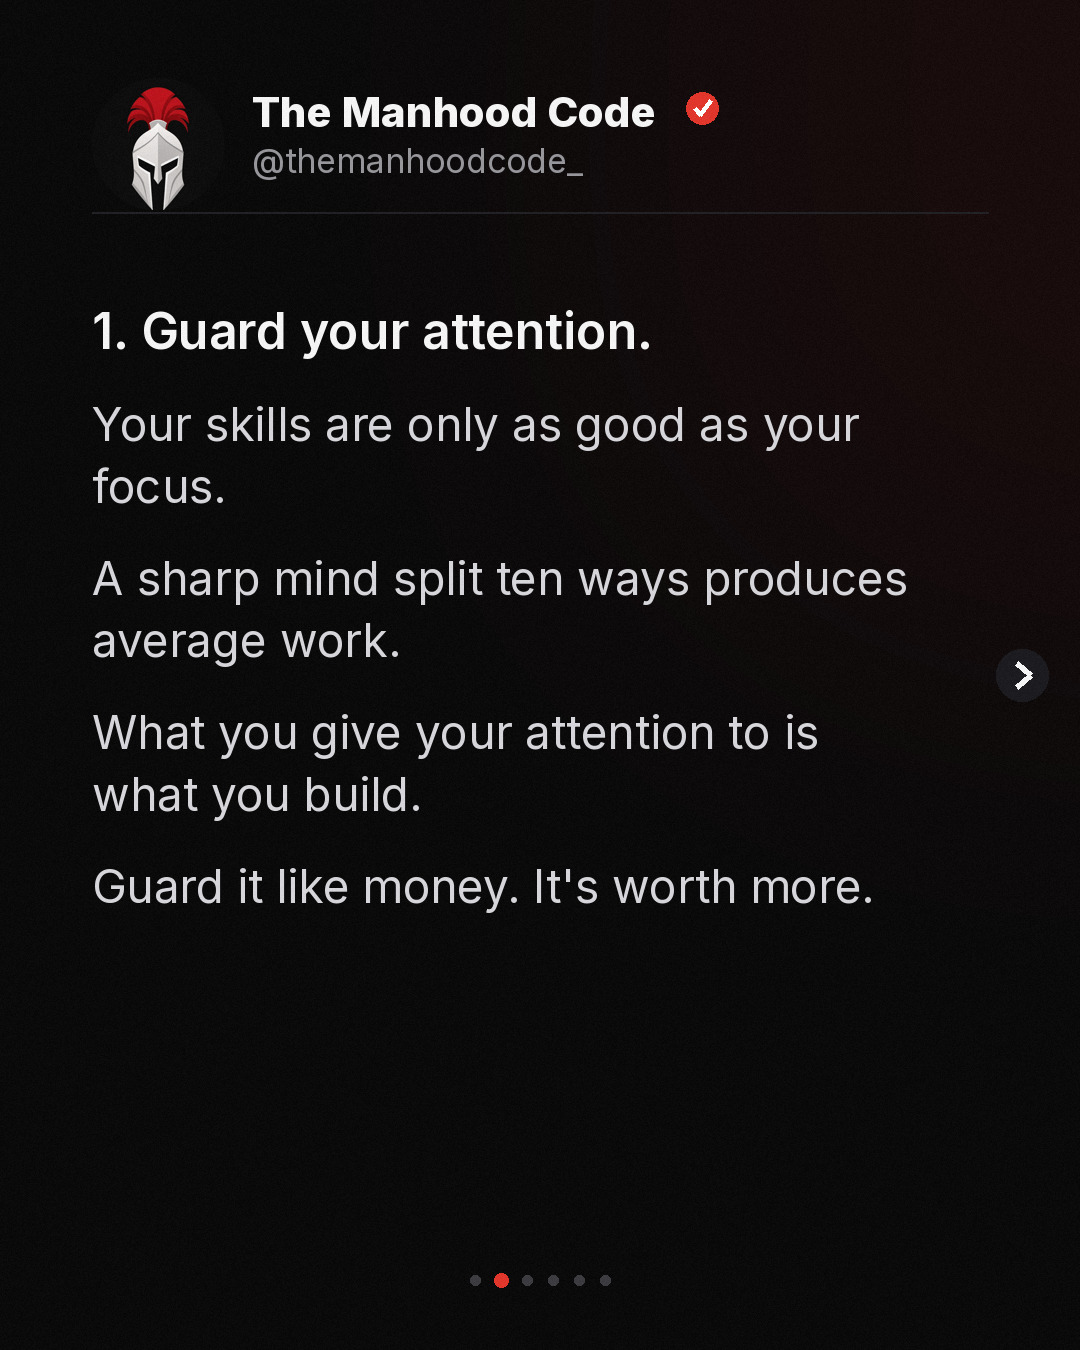 The Manhood Code
@themanhoodcode_
1. Guard your attention.
Your skills are only as good as your
focus.
A sharp mind split ten ways produces
average work.
What you give your attention to is
what you build.
Guard it like money. It's worth more.